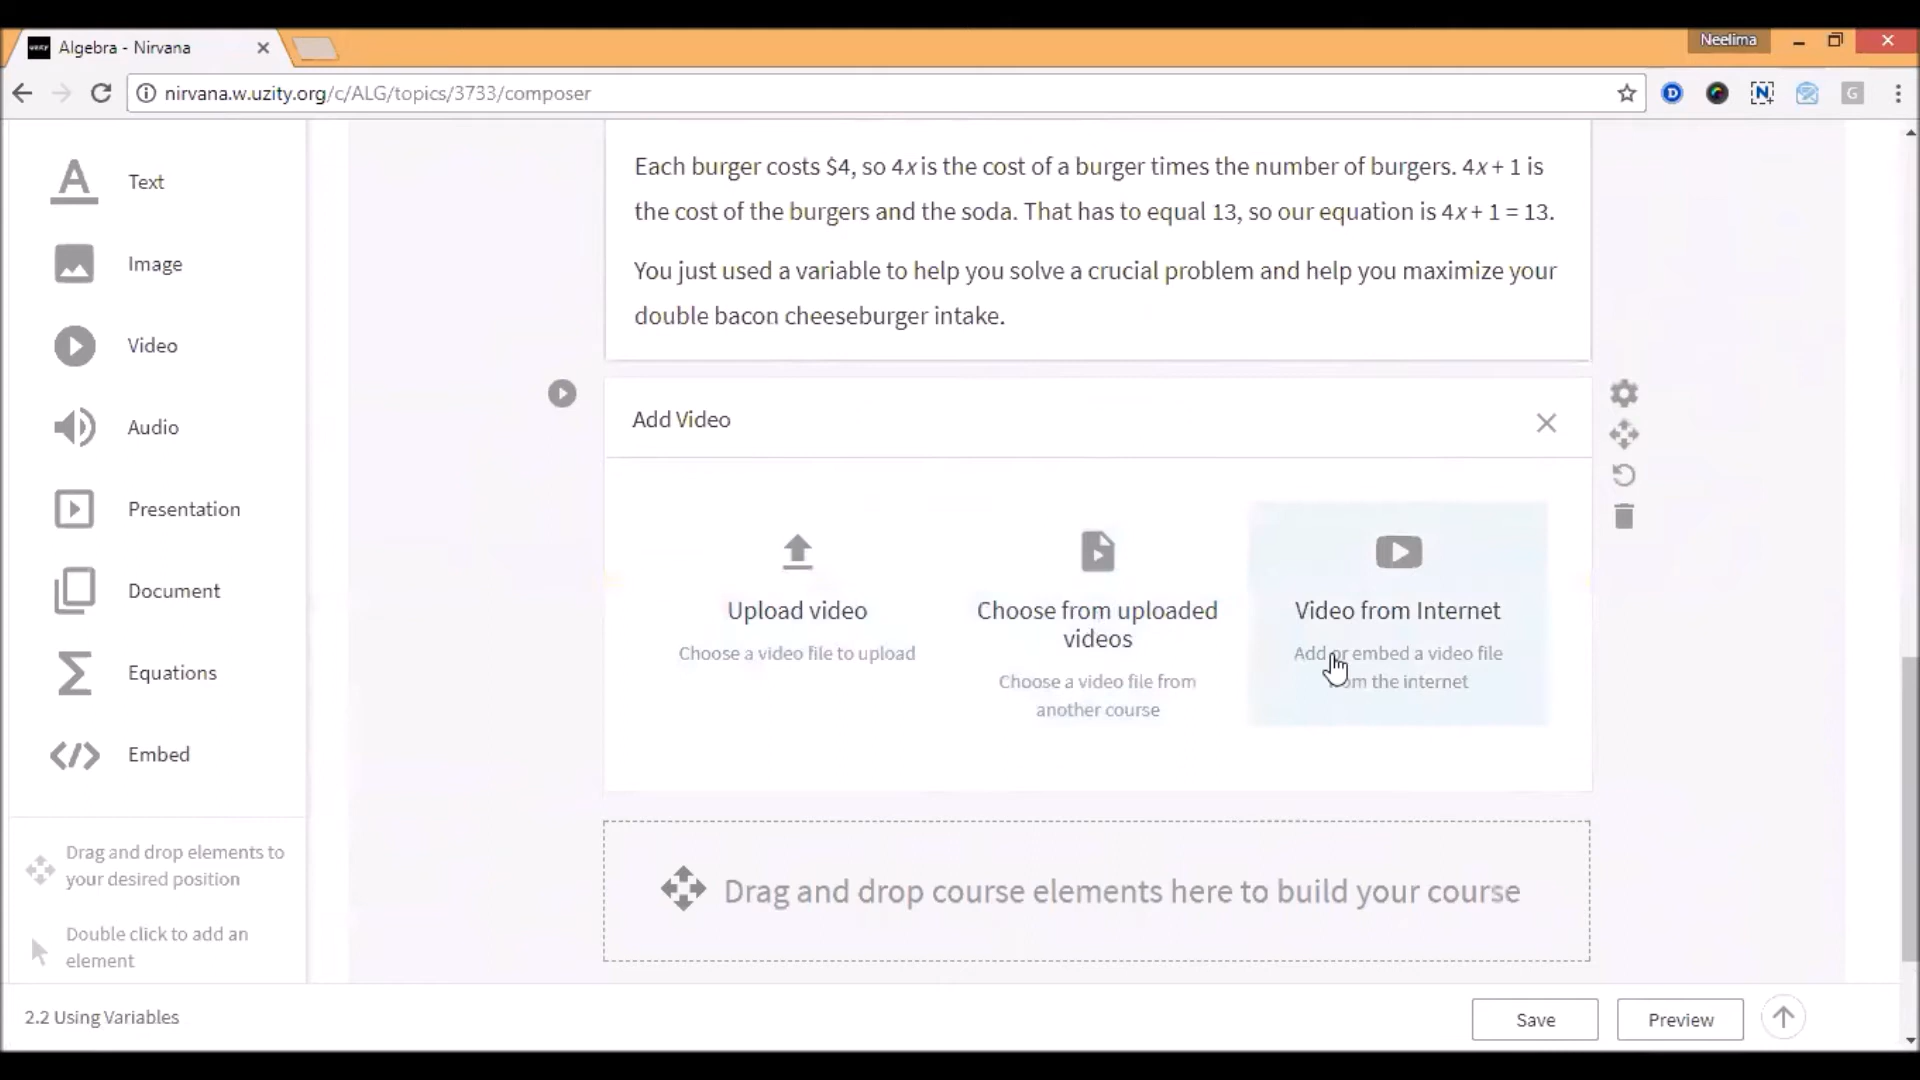 Algebra - Nirvana
Neelima
nirvana.w.uzity.org/c/ALG/topics/3733/composer
Text
Image
Video
Audio
Presentation
Document
Equations
Embed
Drag and drop elements to
your desired position
Double click to add an
element
Each burger costs $4, so 4x is the cost of a burger times the number of burgers. 4x + 1 is
the cost of the burgers and the soda. That has to equal 13, so our equation is 4x + 1 = 13.
You just used a variable to help you solve a crucial problem and help you maximize your
double bacon cheeseburger intake.
Add Video
Upload video
Choose a video file to upload
Choose from uploaded
videos
Choose a video file from
another course
Video from Internet
Add or embed a video file
from the internet
Drag and drop course elements here to build your course
2.2 Using Variables
Save
Preview